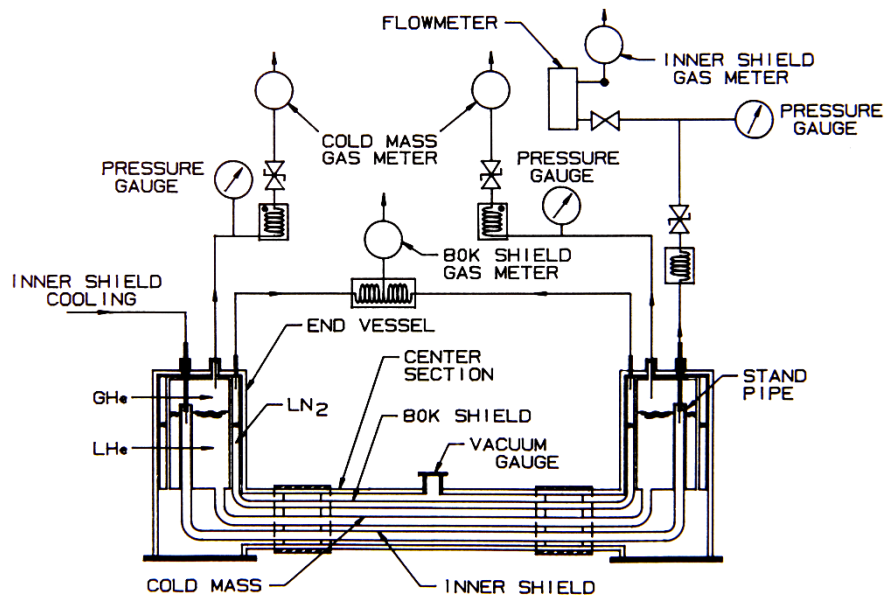 FLOWMETER
INNER SHIELD
GAS METER
PRESSURE
GAUGE
COLD MASS
GAS METER
PRESSURE
GAUGE
PRESSURE
GAUGE
80K SHIELD
GAS METER
INNER SHIELD
COOLING
END VESSEL
CENTER
SECTION
STAND
PIPE
GHe
LN2
80K SHIELD
LHe
VACUUM
GAUGE
COLD MASS
INNER SHIELD